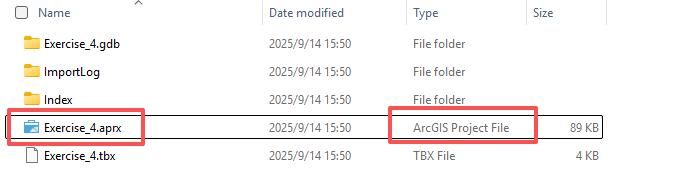 Name Date modified Type Size
Exercise_4.gdb 2025/9/14 15:50 File folder
ImportLog 2025/9/14 15:50 File folder
Index 2025/9/14 15:50 File folder
Exercise_4.aprx 2025/9/14 15:50 ArcGIS Project File 89 KB
Exercise_4.tbx 2025/9/14 15:50 TBX File 4 KB